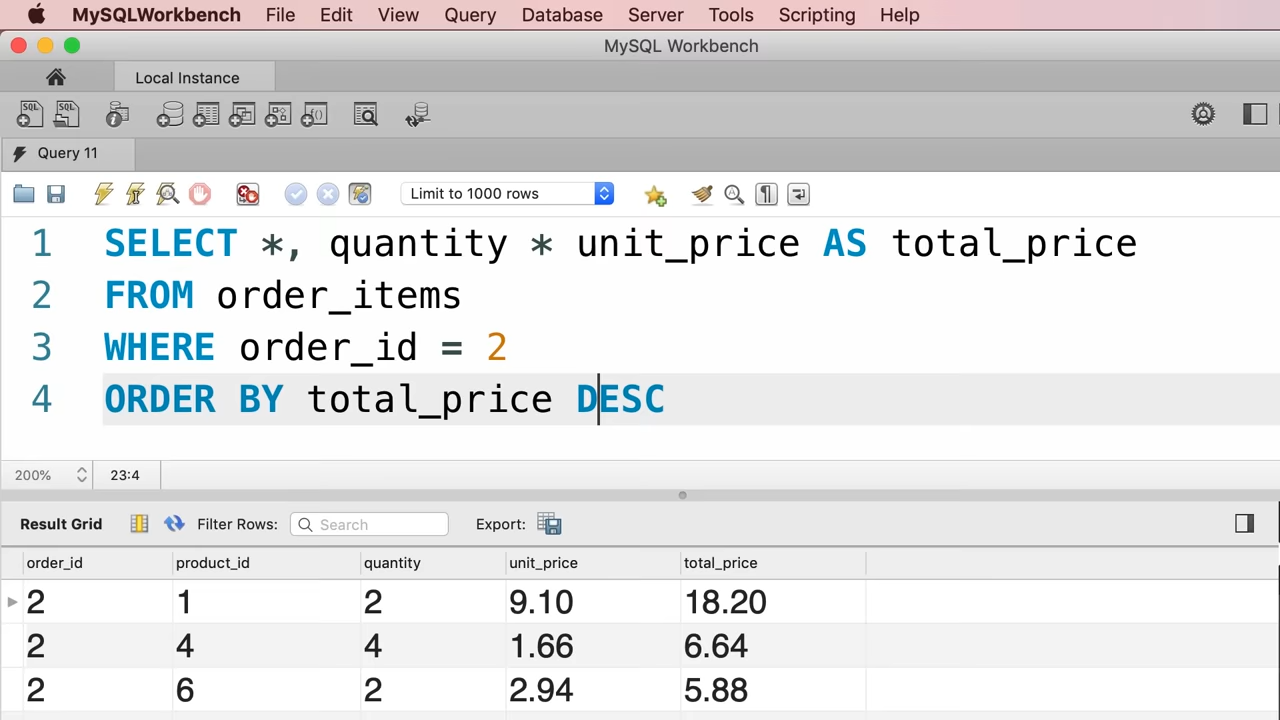 MySQLWorkbench File Edit View Query Database Server Tools Scripting Help
MySQL Workbench
Local Instance
SQL SQL
Query 11
Limit to 1000 rows
1 SELECT *, quantity * unit_price AS total_price
2 FROM order_items
3 WHERE order_id = 2
4 ORDER BY total_price DESC
200% 23:4
Result Grid Filter Rows: Search Export:
order_id product_id quantity unit_price total_price
2 1 2 9.10 18.20
2 4 4 1.66 6.64
2 6 2 2.94 5.88